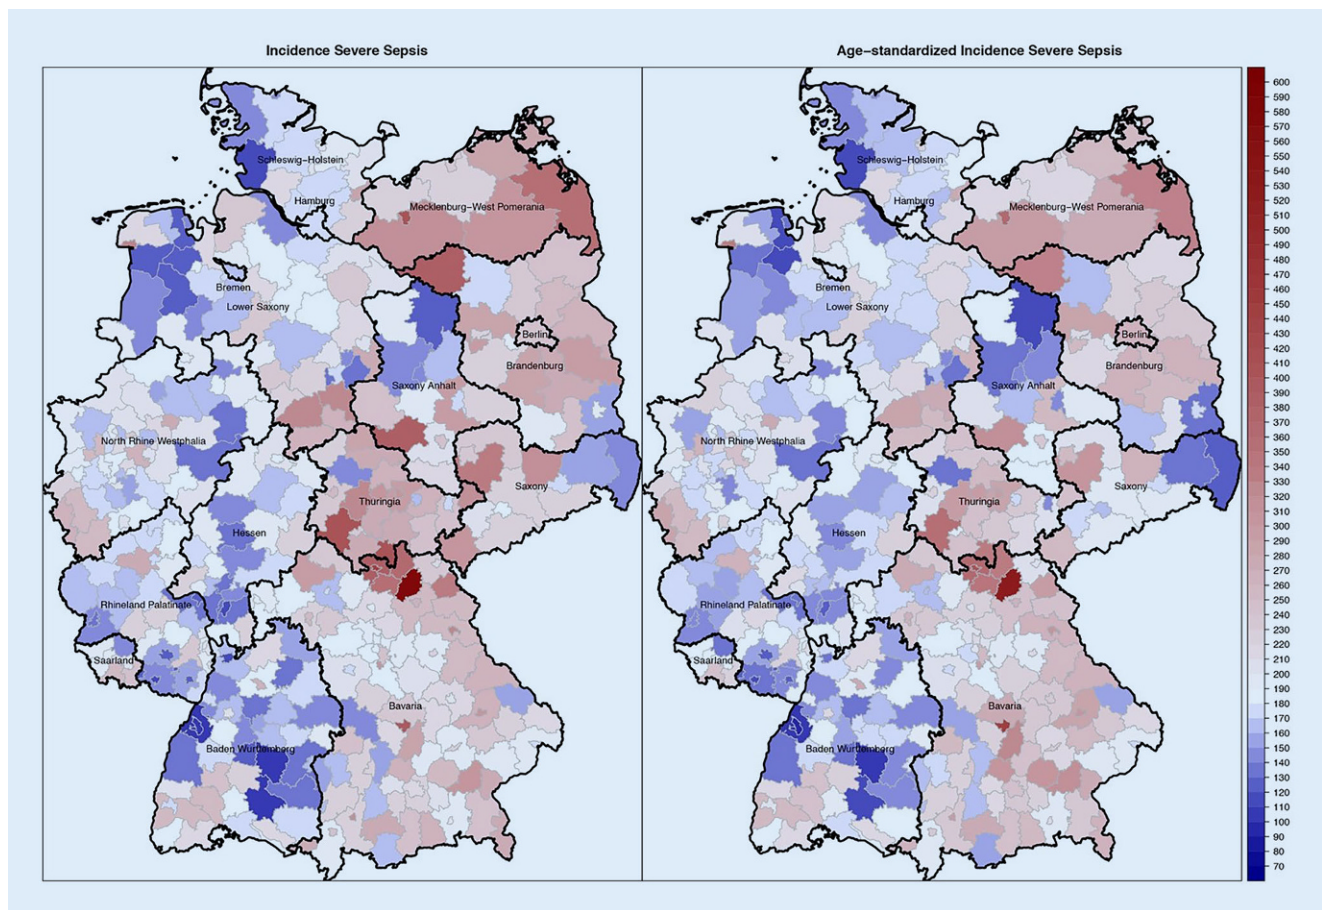 Incidence Severe Sepsis
Age−standardized Incidence Severe Sepsis
Schleswig−Holstein
Hamburg
Mecklenburg−West Pomerania
Bremen
Lower Saxony
Berlin
Brandenburg
Saxony Anhalt
North Rhine Westphalia
Saxony
Thuringia
Hessen
Rhineland Palatinate
Saarland
Bavaria
Baden Wurttemberg
Schleswig−Holstein
Hamburg
Mecklenburg−West Pomerania
Bremen
Lower Saxony
Berlin
Brandenburg
Saxony Anhalt
North Rhine Westphalia
Saxony
Thuringia
Hessen
Rhineland Palatinate
Saarland
Bavaria
Baden Wurttemberg
600
590
580
570
560
550
540
530
520
510
500
490
480
470
460
450
440
430
420
410
400
390
380
370
360
350
340
330
320
310
300
290
280
270
260
250
240
230
220
210
200
190
180
170
160
150
140
130
120
110
100
90
80
70